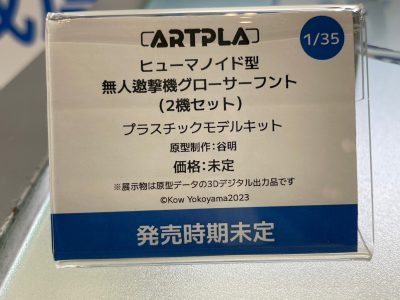 ARTPLA
1/35
ヒューマノイド型
無人邀撃機グローサーフント
(2機セット)
プラスチックモデルキット
原型制作:谷明
価格:未定
※展示物は原型データの3Dデジタル出力品です
©Kow Yokoyama2023
発売時期未定